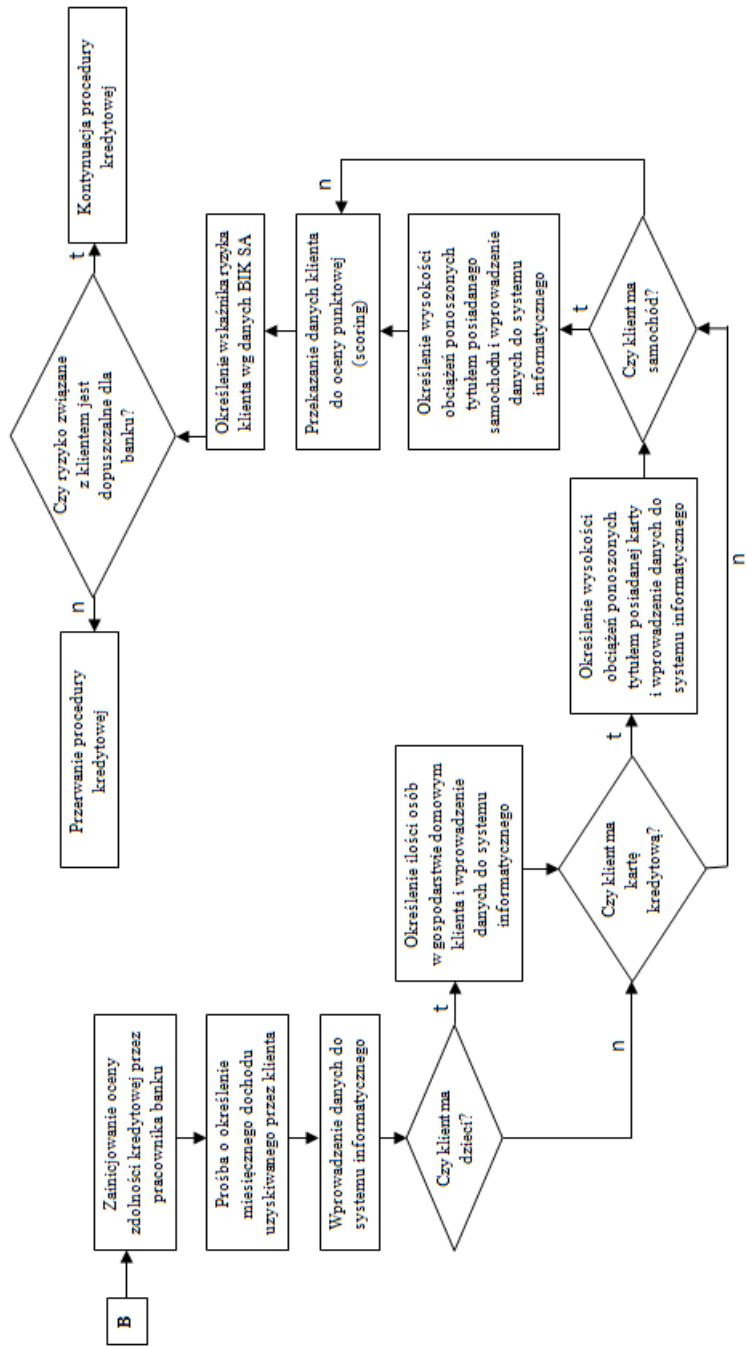 B
Zainicjowanie oceny
zdolności kredytowej przez
pracownika banku
Prośba o określenie
miesięcznego dochodu
uzyskiwanego przez klienta
Wprowadzenie danych do
systemu informatycznego
Czy klient ma
dzieci?
t
n
Określenie ilości osób
w gospodarstwie domowym
klienta i wprowadzenie
danych do systemu
informatycznego
Czy klient ma
kartę
kredytową?
t
n
Określenie wysokości
obciążeń ponoszonych
tytułem posiadanej karty
i wprowadzenie danych do
systemu informatycznego
Czy klient ma
samochód?
t
n
Określenie wysokości
obciążeń ponoszonych
tytułem posiadanego
samochodu i wprowadzenie
danych do systemu
informatycznego
Przekazanie danych klienta
do oceny punktowej
(scoring)
Określenie wskaźnika ryzyka
klienta wg danych BIK SA
Czy ryzyko związane
z klientem jest
dopuszczalne dla
banku?
n
t
Przerwanie procedury
kredytowej
Kontynuacja procedury
kredytowej